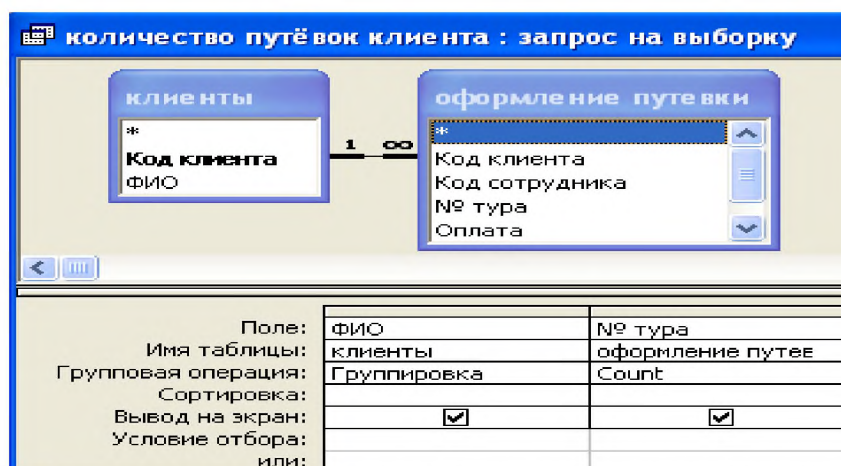 количество путёвок клиента : запрос на выборку
клиенты
*
Код клиента
ФИО
1 ∞
оформление путевки
*
Код клиента
Код сотрудника
№ тура
Оплата
Поле: ФИО № тура
Имя таблицы: клиенты оформление путев
Групповая операция: Группировка Count
Сортировка:
Вывод на экран:
Условие отбора:
или: